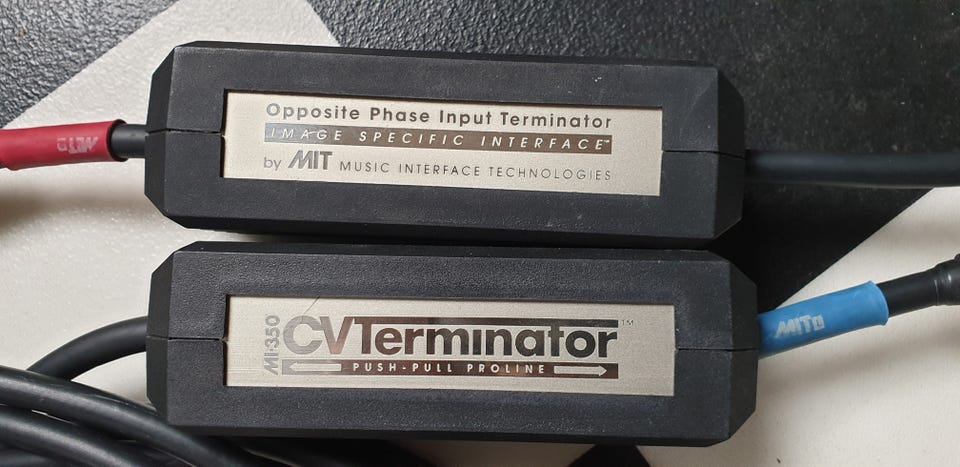 Opposite Phase Input Terminator
IMAGE SPECIFIC INTERFACE™
by MIT MUSIC INTERFACE TECHNOLOGIES
MIT
MI·350
CVTerminator™
PUSH-PULL PROLINE
MIT